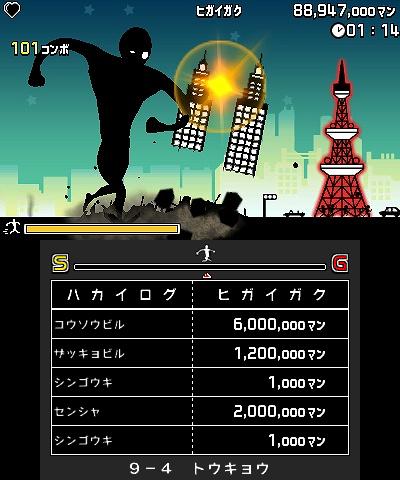 ヒガイガク
88,947,000マン
01:14
101コンボ
S
G
ハカイログ ヒガイガク
コウソウビル 6,000,000マン
サッキョビル 1,200,000マン
シンゴウキ 1,000マン
センシャ 2,000,000マン
シンゴウキ 1,000マン
9-4 トウキョウ